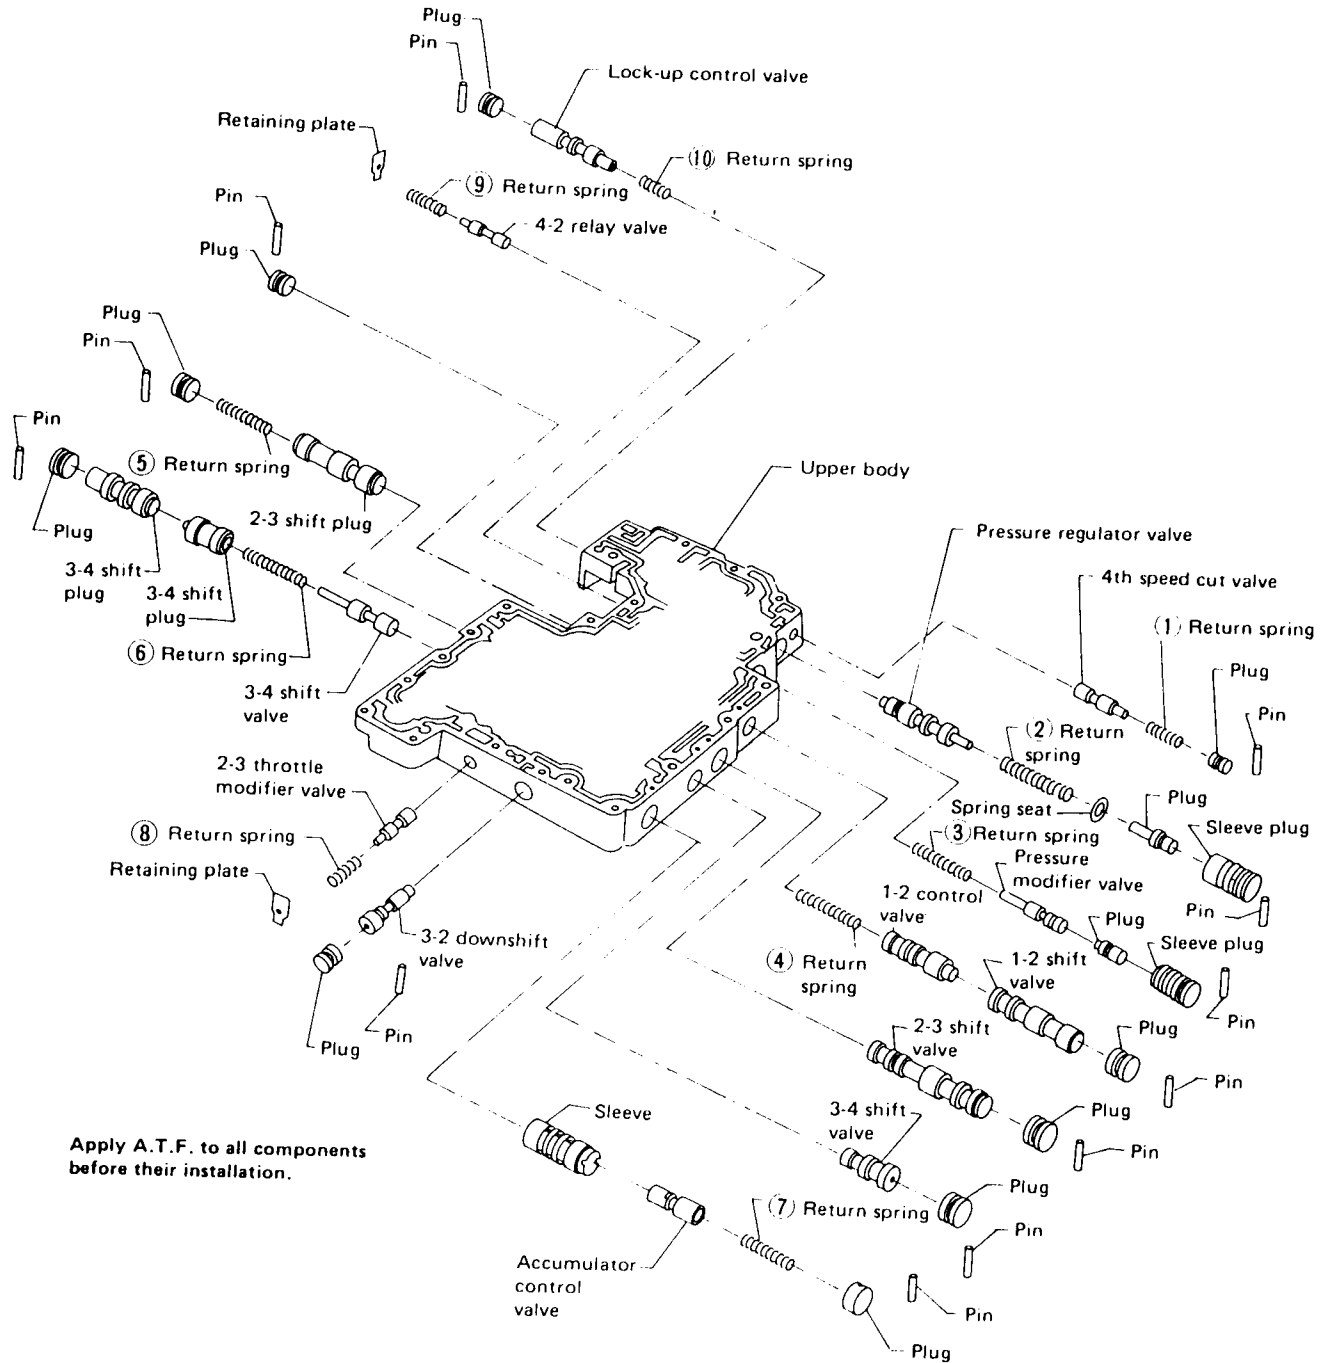 Plug
Pin
Lock-up control valve
Retaining plate
10 Return spring
9 Return spring
Pin
4-2 relay valve
Plug
Plug
Pin
Pin
5 Return spring
Upper body
2-3 shift plug
Plug
Pressure regulator valve
3-4 shift
plug
4th speed cut valve
3-4 shift
plug
1 Return spring
6 Return spring
Plug
3-4 shift
valve
Pin
2 Return
spring
2-3 throttle
modifier valve
Spring seat
Plug
8 Return spring
Sleeve plug
3 Return spring
Retaining plate
Pressure
modifier valve
1-2 control
valve
Pin
Plug
3-2 downshift
valve
Sleeve plug
4 Return
spring
1-2 shift
valve
Pin
Pin
Plug
2-3 shift
valve
Plug
Pin
Sleeve
3-4 shift
valve
Plug
Pin
Apply A.T.F. to all components
before their installation.
Plug
7 Return spring
Pin
Accumulator
control
valve
Pin
Plug